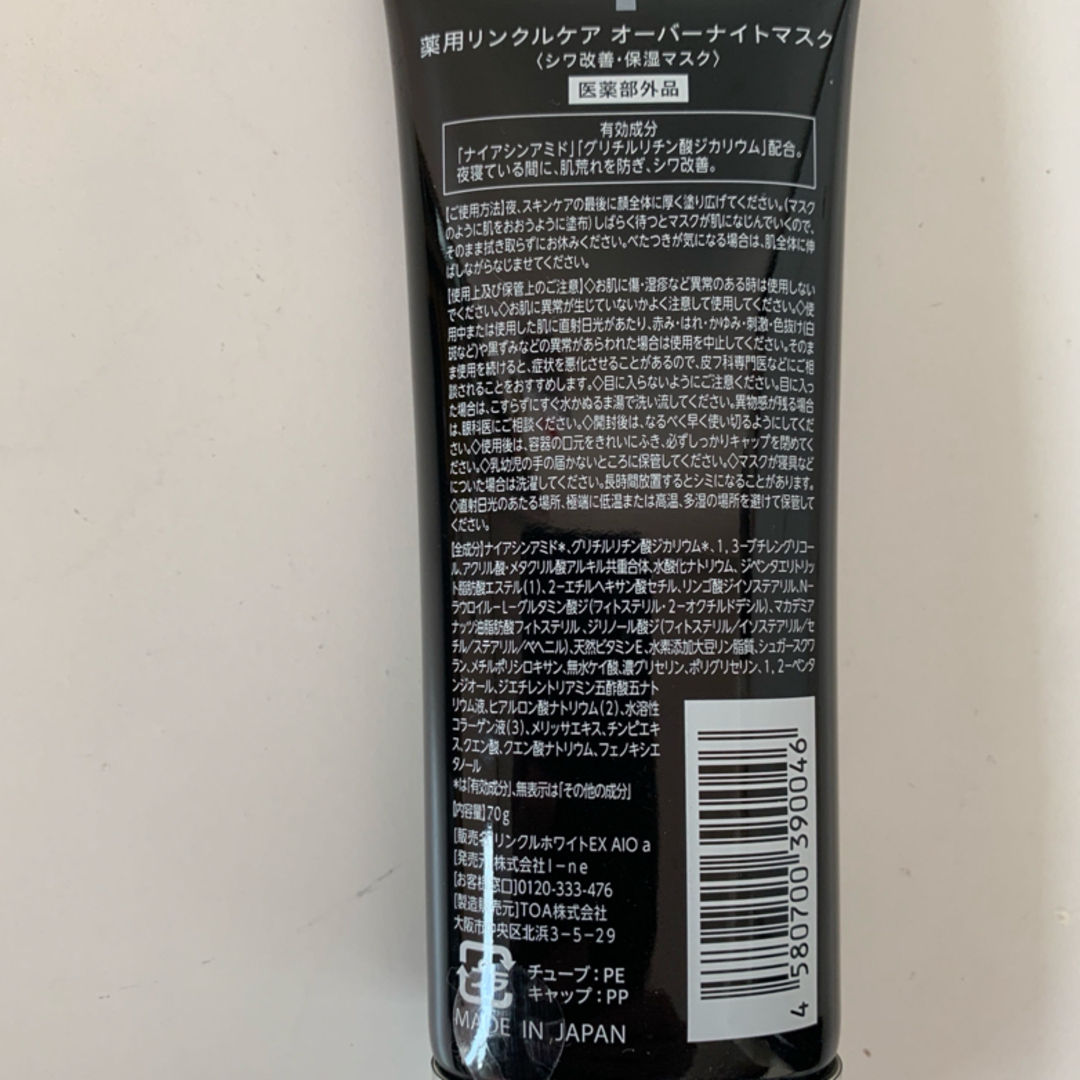 薬用リンクルケア オーバーナイトマスク
〈シワ改善・保湿マスク〉
医薬部外品
有効成分
「ナイアシンアミド」「グリチルリチン酸ジカリウム」配合。
夜寝ている間に、肌荒れを防ぎ、シワ改善。
【ご使用方法】夜、スキンケアの最後に顔全体に厚く塗り広げてください。(マスク
のように肌をおおうように塗布)しばらく待つとマスクが肌になじんでいくので、
そのまま拭き取らずにお休みください。べたつきが気になる場合は、肌全体に伸
ばしながらなじませてください。
【使用上及び保管上のご注意】◇お肌に傷・湿疹など異常のある時は使用しない
でください。◇お肌に異常が生じていないかよく注意して使用してください。◇使
用中または使用した肌に直射日光があたり、赤み・はれ・かゆみ・刺激・色抜け(白
斑など)や黒ずみなどの異常があらわれた場合は使用を中止してください。そのま
ま使用を続けると、症状を悪化させることがあるので、皮フ科専門医などにご相
談されることをおすすめします。◇目に入らないようにご注意ください。目に入っ
た場合は、こすらずにすぐ水かぬるま湯で洗い流してください。異物感が残る場合
は、眼科医にご相談ください。◇開封後は、なるべく早く使い切るようにしてくだ
さい。◇使用後は、容器の口元をきれいにふき、必ずしっかりキャップを閉めてく
ださい。◇乳幼児の手の届かないところに保管してください。◇マスクが寝具など
についた場合は洗濯してください。長時間放置するとシミになることがあります。
◇直射日光のあたる場所、極端に低温または高温、多湿の場所を避けて保管して
ください。
【全成分】ナイアシンアミド*、グリチルリチン酸ジカリウム*、1,3-ブチレングリコー
ル、アクリル酸・メタクリル酸アルキル共重合体、水酸化ナトリウム、ジペンタエリトリッ
ト脂肪酸エステル(1)、2-エチルヘキサン酸セチル、リンゴ酸ジイソステアリル、N-
ラウロイル-L-グルタミン酸ジ(フィトステリル・2-オクチルドデシル)、マカデミア
ナッツ油脂肪酸フィトステリル、ジリノール酸ジ(フィトステリル/イソステアリル/セ
チル/ステアリル/ベヘニル)、天然ビタミンE、水素添加大豆リン脂質、シュガースクワ
ラン、メチルポリシロキサン、無水ケイ酸、濃グリセリン、ポリグリセリン、1,2-ペンタ
ンジオール、ジエチレントリアミン五酢酸五ナト
リウム液、ヒアルロン酸ナトリウム(2)、水溶性
コラーゲン液(3)、メリッサエキス、チンピエキ
ス、クエン酸、クエン酸ナトリウム、フェノキシエ
タノール
*は「有効成分」、無表示は「その他の成分」
【内容量】70g
[販売名]リンクルホワイトEX AIO a
[発売元]株式会社I-ne
[お客様窓口]0120-333-476
[製造販売元]TOA株式会社
大阪市中央区北浜3-5-29
プラ
チューブ:PE
キャップ:PP
MADE IN JAPAN
4 580700 390046